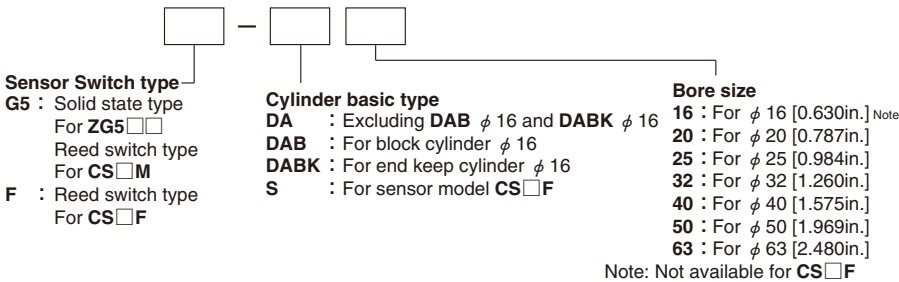 Sensor Switch type
G5 : Solid state type
For ZG5□□
Reed switch type
For CS□M
F : Reed switch type
For CS□F
Cylinder basic type
DA : Excluding DAB φ 16 and DABK φ 16
DAB : For block cylinder φ 16
DABK : For end keep cylinder φ 16
S : For sensor model CS□F
Bore size
16 : For φ 16 [0.630in.] Note
20 : For φ 20 [0.787in.]
25 : For φ 25 [0.984in.]
32 : For φ 32 [1.260in.]
40 : For φ 40 [1.575in.]
50 : For φ 50 [1.969in.]
63 : For φ 63 [2.480in.]
Note: Not available for CS□F